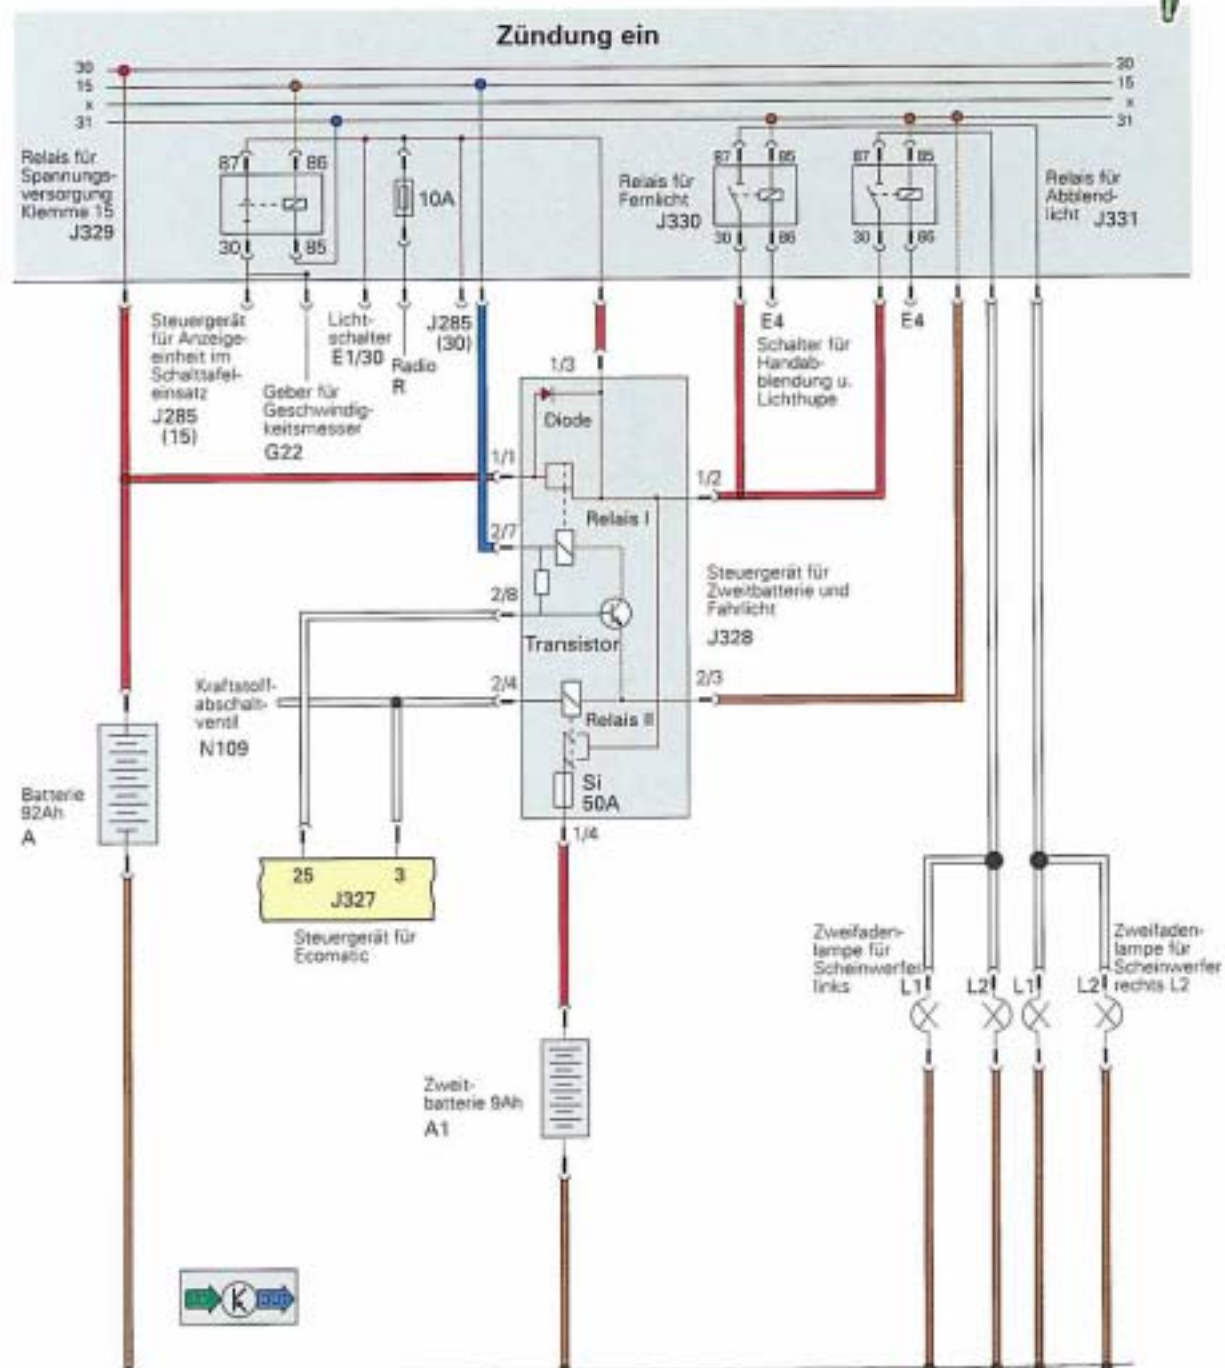 Zündung ein
30
15
x
31
30
15
x
31
Relais für
Spannungs-
versorgung
Klemme 15
J329
87
86
30
85
10A
Relais für
Fernlicht
J330
87
85
30
86
87
85
30
86
Relais für
Abblend-
licht J331
Steuergerät
für Anzeige-
einheit im
Schalttafel-
einsatz
J285
(15)
Geber für
Geschwindig-
keitsmesser
G22
Licht-
schalter
E1/30
Radio
R
J285
(30)
1/3
E4
E4
Schalter für
Handab-
blendung u.
Lichthupe
Diode
1/1
1/2
Relais I
2/7
2/8
Transistor
Steuergerät für
Zweitbatterie und
Fahrlicht
J328
2/4
2/3
Kraftstoff-
abschalt-
ventil
N109
Relais II
Si
50A
1/4
Batterie
92Ah
A
25
3
J327
Steuergerät für
Ecomatic
Zweifaden-
lampe für
Scheinwerfer
links
L1
L2
L1
L2
Zweifaden-
lampe für
Scheinwerfer
rechts L2
Zweit-
batterie 9Ah
A1